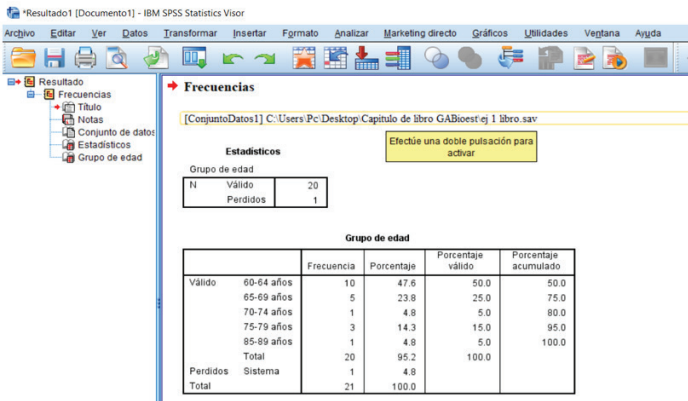 *Resultado1 [Documento1] - IBM SPSS Statistics Visor
Archivo Editar Ver Datos Transformar Insertar Formato Analizar Marketing directo Gráficos Utilidades Ventana Ayuda
Resultado
Frecuencias
Título
Notas
Conjunto de datos
Estadísticos
Grupo de edad
Frecuencias
[ConjuntoDatos1] C:\Users\Pc\Desktop\Capitulo de libro GABioest\ej 1 libro.sav
Efectúe una doble pulsación para
activar
Estadísticos
Grupo de edad
N Válido 20
Perdidos 1
Grupo de edad
Frecuencia Porcentaje Porcentaje válido Porcentaje acumulado
Válido 60-64 años 10 47.6 50.0 50.0
65-69 años 5 23.8 25.0 75.0
70-74 años 1 4.8 5.0 80.0
75-79 años 3 14.3 15.0 95.0
85-89 años 1 4.8 5.0 100.0
Total 20 95.2 100.0
Perdidos Sistema 1 4.8
Total 21 100.0